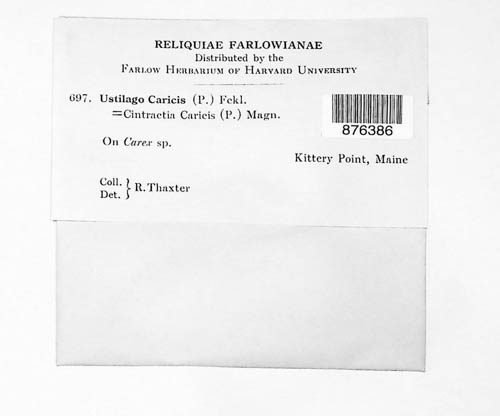 RELIQUIAE FARLOWIANAE
Distributed by the
FARLOW HERBARIUM OF HARVARD UNIVERSITY
697. Ustilago Caricis (P.) Fckl.
=Cintractia Caricis (P.) Magn.
876386
On Carex sp.
Kittery Point, Maine
Coll. } R. Thaxter
Det.